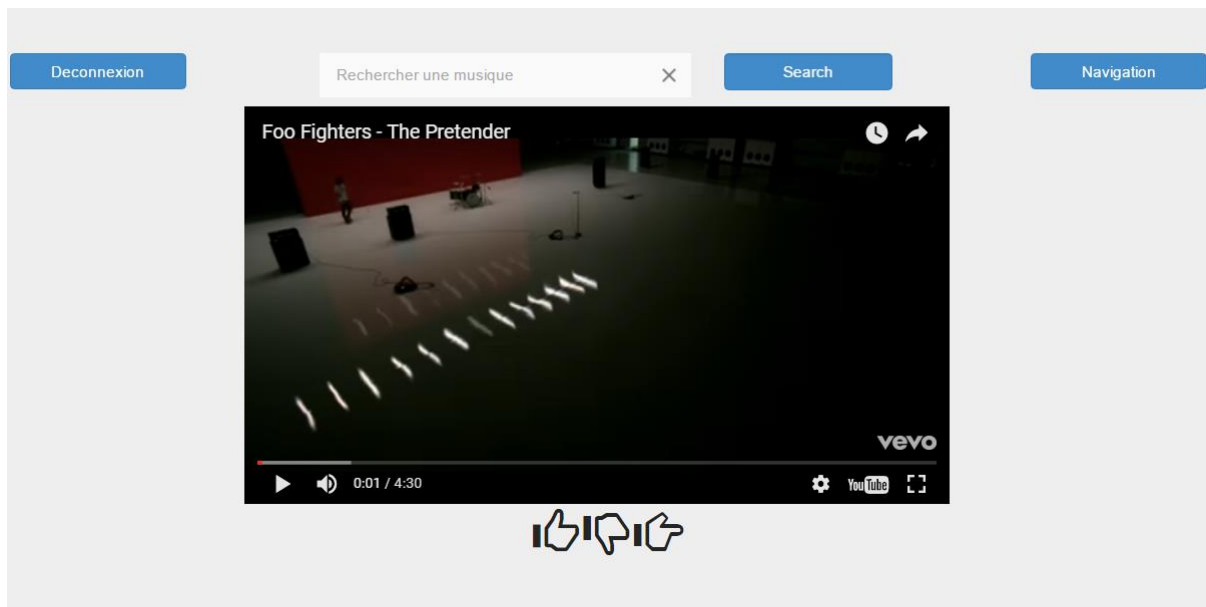 Deconnexion
Rechercher une musique
Search
Navigation
Foo Fighters - The Pretender
vevo
0:01 / 4:30
YouTube